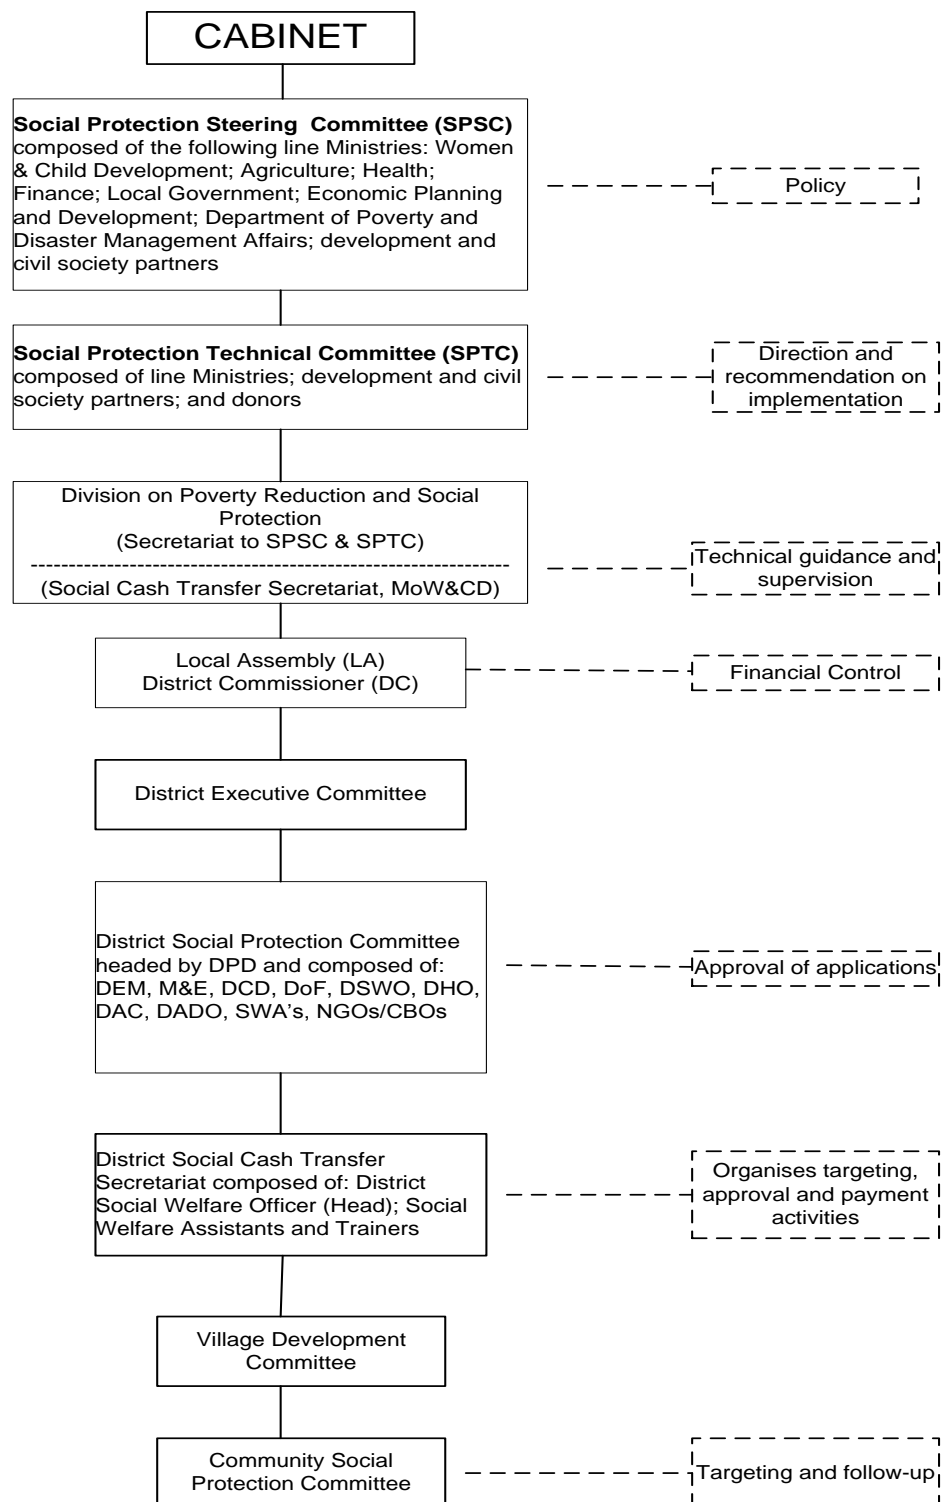 CABINET
Social Protection Steering Committee (SPSC)
composed of the following line Ministries: Women
& Child Development; Agriculture; Health;
Finance; Local Government; Economic Planning
and Development; Department of Poverty and
Disaster Management Affairs; development and
civil society partners
Policy
Social Protection Technical Committee (SPTC)
composed of line Ministries; development and civil
society partners; and donors
Direction and
recommendation on
implementation
Division on Poverty Reduction and Social
Protection
(Secretariat to SPSC & SPTC)
---------------------------------------------------------------
(Social Cash Transfer Secretariat, MoW&CD)
Technical guidance and
supervision
Local Assembly (LA)
District Commissioner (DC)
Financial Control
District Executive Committee
District Social Protection Committee
headed by DPD and composed of:
DEM, M&E, DCD, DoF, DSWO, DHO,
DAC, DADO, SWA's, NGOs/CBOs
Approval of applications
District Social Cash Transfer
Secretariat composed of: District
Social Welfare Officer (Head); Social
Welfare Assistants and Trainers
Organises targeting,
approval and payment
activities
Village Development
Committee
Community Social
Protection Committee
Targeting and follow-up